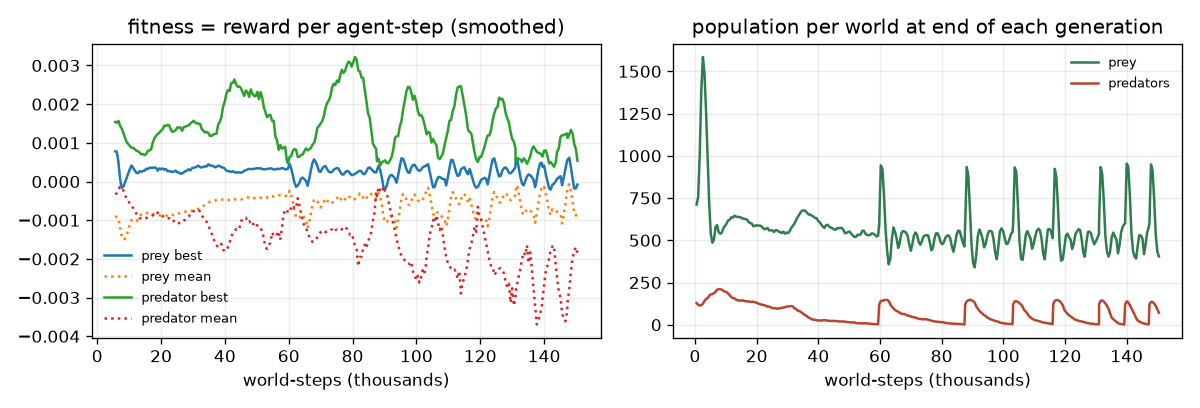 fitness = reward per agent-step (smoothed)
0.003
0.002
0.001
0.000
−0.001
−0.002
−0.003
−0.004
prey best
prey mean
predator best
predator mean
0 20 40 60 80 100 120 140
world-steps (thousands)
population per world at end of each generation
1500
1250
1000
750
500
250
0
prey
predators
0 20 40 60 80 100 120 140
world-steps (thousands)